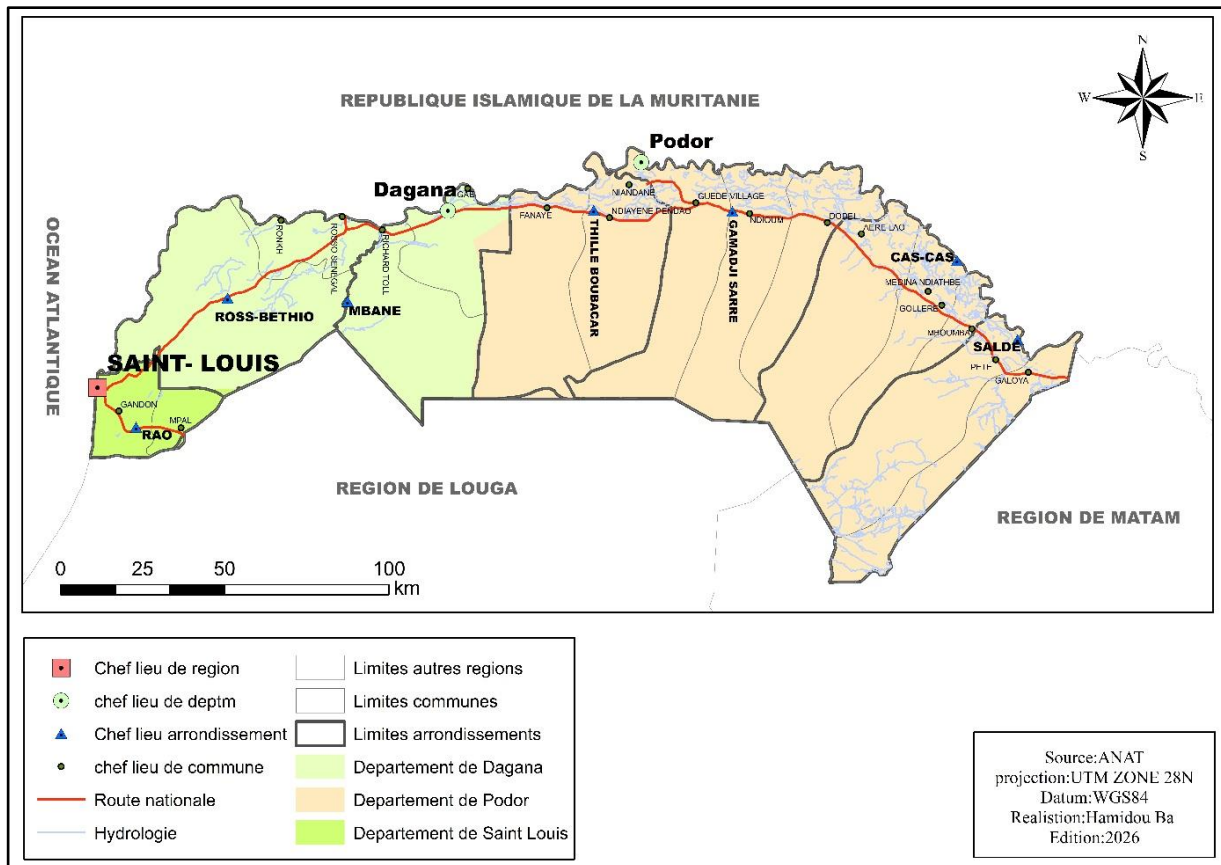 N
W
E
S
REPUBLIQUE ISLAMIQUE DE LA MURITANIE
OCEAN ATLANTIQUE
Podor
Dagana
GAE
NIANDANE
GUEDE VILLAGE
FANAYE
THILLE BOUBACAR
NDIAYENE PENDAO
GAMADJI SARRE
NDIOUM
DODEL
AERE LAO
CAS-CAS
RONKH
ROSSO SENEGAL
RICHARD TOLL
MEDINA NDIATHBE
GOLLERE
ROSS-BETHIO
MBANE
MBOUMBA
SALDE
PETE
GALOYA
SAINT- LOUIS
GANDON
MPAL
RAO
REGION DE LOUGA
REGION DE MATAM
0 25 50 100
km
Chef lieu de region
chef lieu de deptm
Chef lieu arrondissement
chef lieu de commune
Route nationale
Hydrologie
Limites autres regions
Limites communes
Limites arrondissements
Departement de Dagana
Departement de Podor
Departement de Saint Louis
Source:ANAT
projection:UTM ZONE 28N
Datum:WGS84
Realistion:Hamidou Ba
Edition:2026